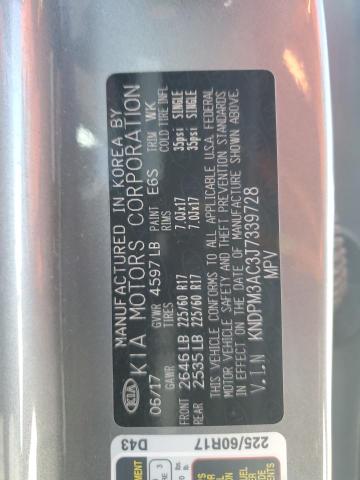 MANUFACTURED IN KOREA BY
KIA KIA MOTORS CORPORATION
06/17 GVWR 4597LB PAINT E6S TRIM WK
GAWR TIRES RIMS COLD TIRE INFL
FRONT 2646LB 225/60 R17 7.0Jx17 35psi SINGLE
REAR 2535LB 225/60 R17 7.0Jx17 35psi SINGLE
THIS VEHICLE CONFORMS TO ALL APPLICABLE U.S.A. FEDERAL
MOTOR VEHICLE SAFETY AND THEFT PREVENTION STANDARDS
IN EFFECT ON THE DATE OF MANUFACTURE SHOWN ABOVE.
V.I.N KNDPM3AC3J7339728
MPV
D43
225/60R17
3